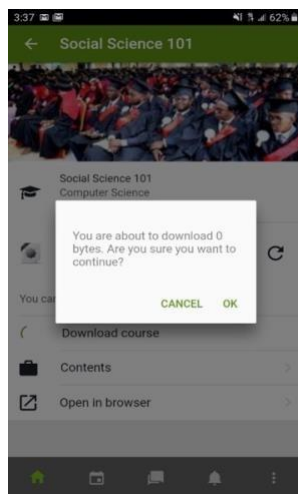 3:37 62%
Social Science 101
Social Science 101
Computer Science
You are about to download 0
bytes. Are you sure you want to
continue?
CANCEL OK
You ca
Download course
Contents
Open in browser